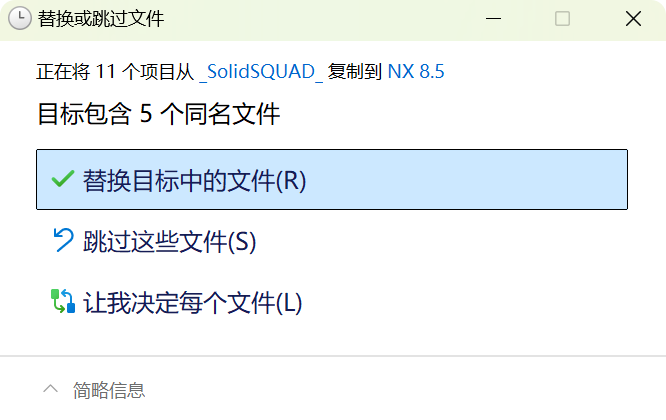 替换或跳过文件
正在将 11 个项目从 _SolidSQUAD_ 复制到 NX 8.5
目标包含 5 个同名文件
替换目标中的文件(R)
跳过这些文件(S)
让我决定每个文件(L)
简略信息